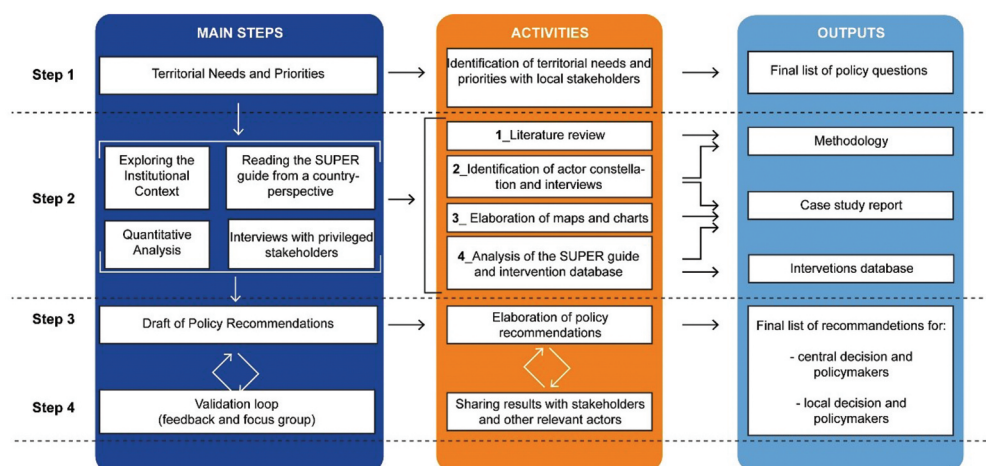 MAIN STEPS
ACTIVITIES
OUTPUTS
Step 1
Territorial Needs and Priorities
Identification of territorial needs and
priorities with local stakeholders
Final list of policy questions
Step 2
Exploring the
Institutional
Context
Reading the SUPER
guide from a country-
perspective
Quantitative
Analysis
Interviews with privileged
stakeholders
1_Literature review
2_Identification of actor constella-
tion and interviews
3_ Elaboration of maps and charts
4_Analysis of the SUPER guide
and intervention database
Methodology
Case study report
Intervetions database
Step 3
Draft of Policy Recommendations
Elaboration of policy
recommendations
Final list of recommandetions for:
- central decision and
policymakers
- local decision and
policymakers
Step 4
Validation loop
(feedback and focus group)
Sharing results with stakeholders
and other relevant actors